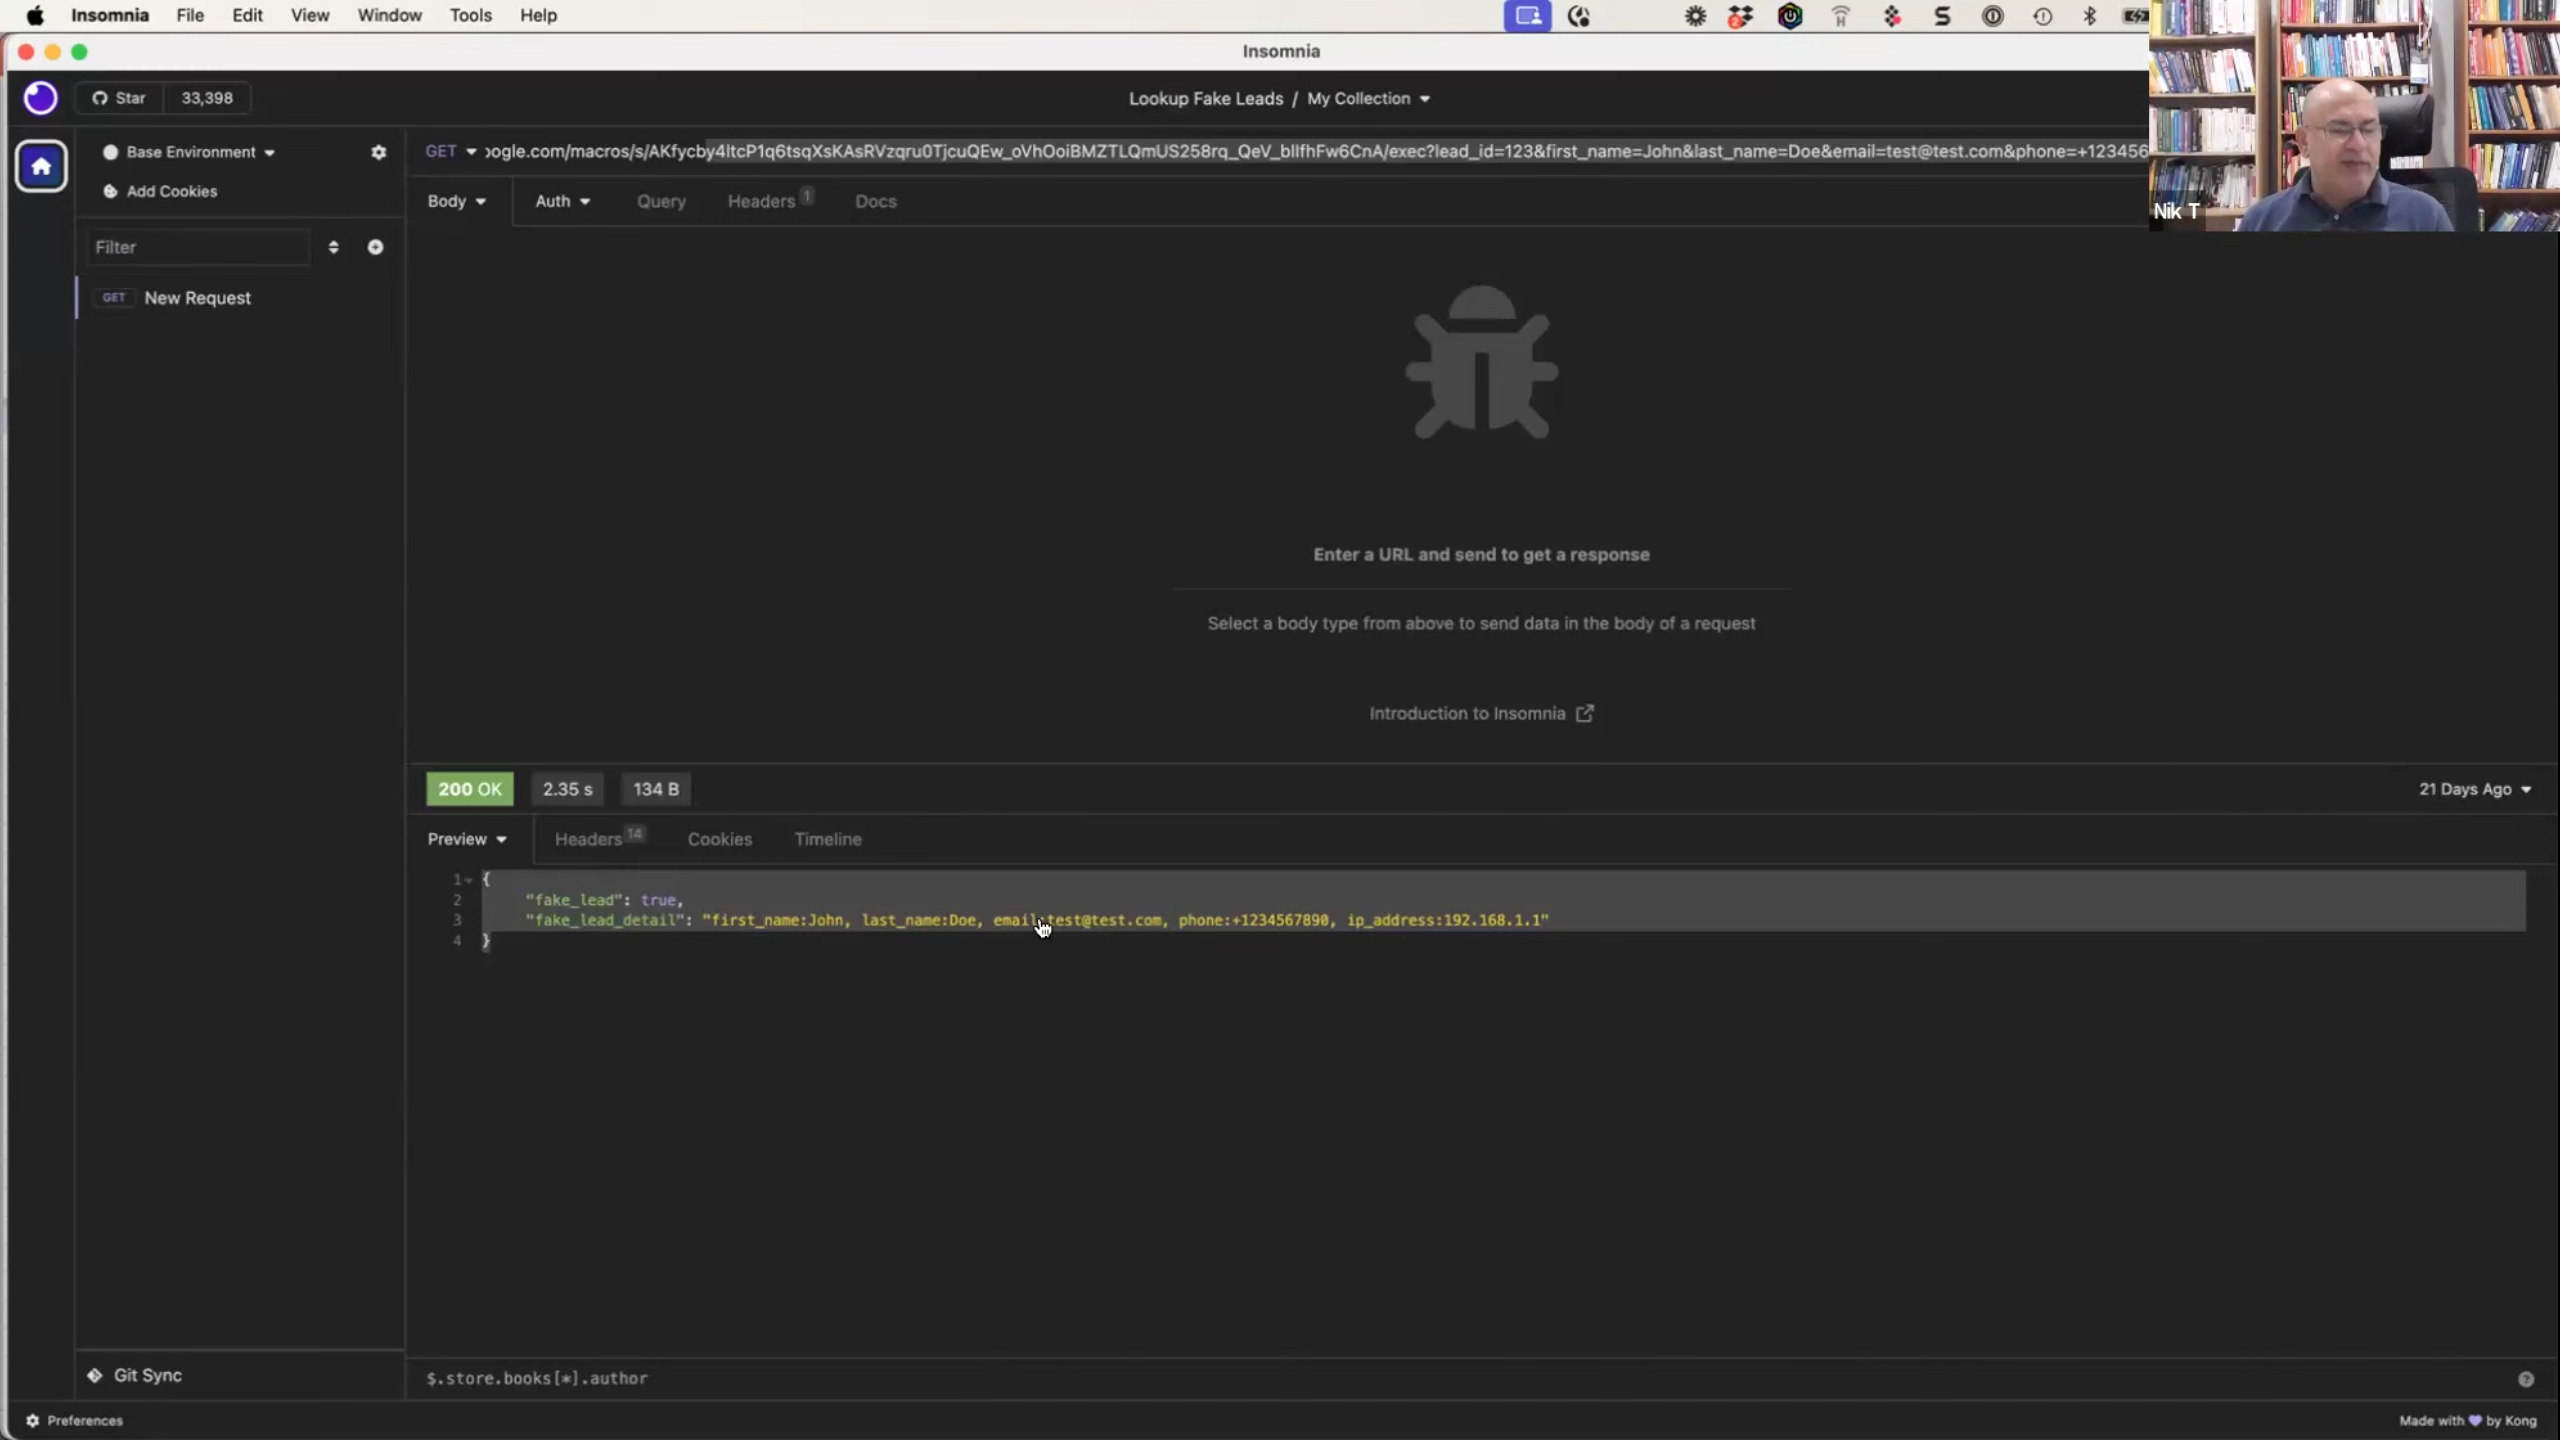 Insomnia File Edit View Window Tools Help
Insomnia
Star 33,398
Lookup Fake Leads / My Collection
Base Environment
GET oogle.com/macros/s/AKfycby4ltcP1q6tsqXsKAsRVzqru0TjcuQEw_oVhOoiBMZTLQmUS258rq_QeV_bllfhFw6CnA/exec?lead_id=123&first_name=John&last_name=Doe&email=test@test.com&phone=+123456
Nik T
Add Cookies
Body Auth Query Headers 1 Docs
Filter
GET New Request
Enter a URL and send to get a response
Select a body type from above to send data in the body of a request
Introduction to Insomnia
200 OK 2.35 s 134 B 21 Days Ago
Preview Headers 14 Cookies Timeline
1 {
2 "fake_lead": true,
3 "fake_lead_detail": "first_name:John, last_name:Doe, email:test@test.com, phone:+1234567890, ip_address:192.168.1.1"
4 }
Git Sync
$.store.books[*].author
Preferences
Made with by Kong